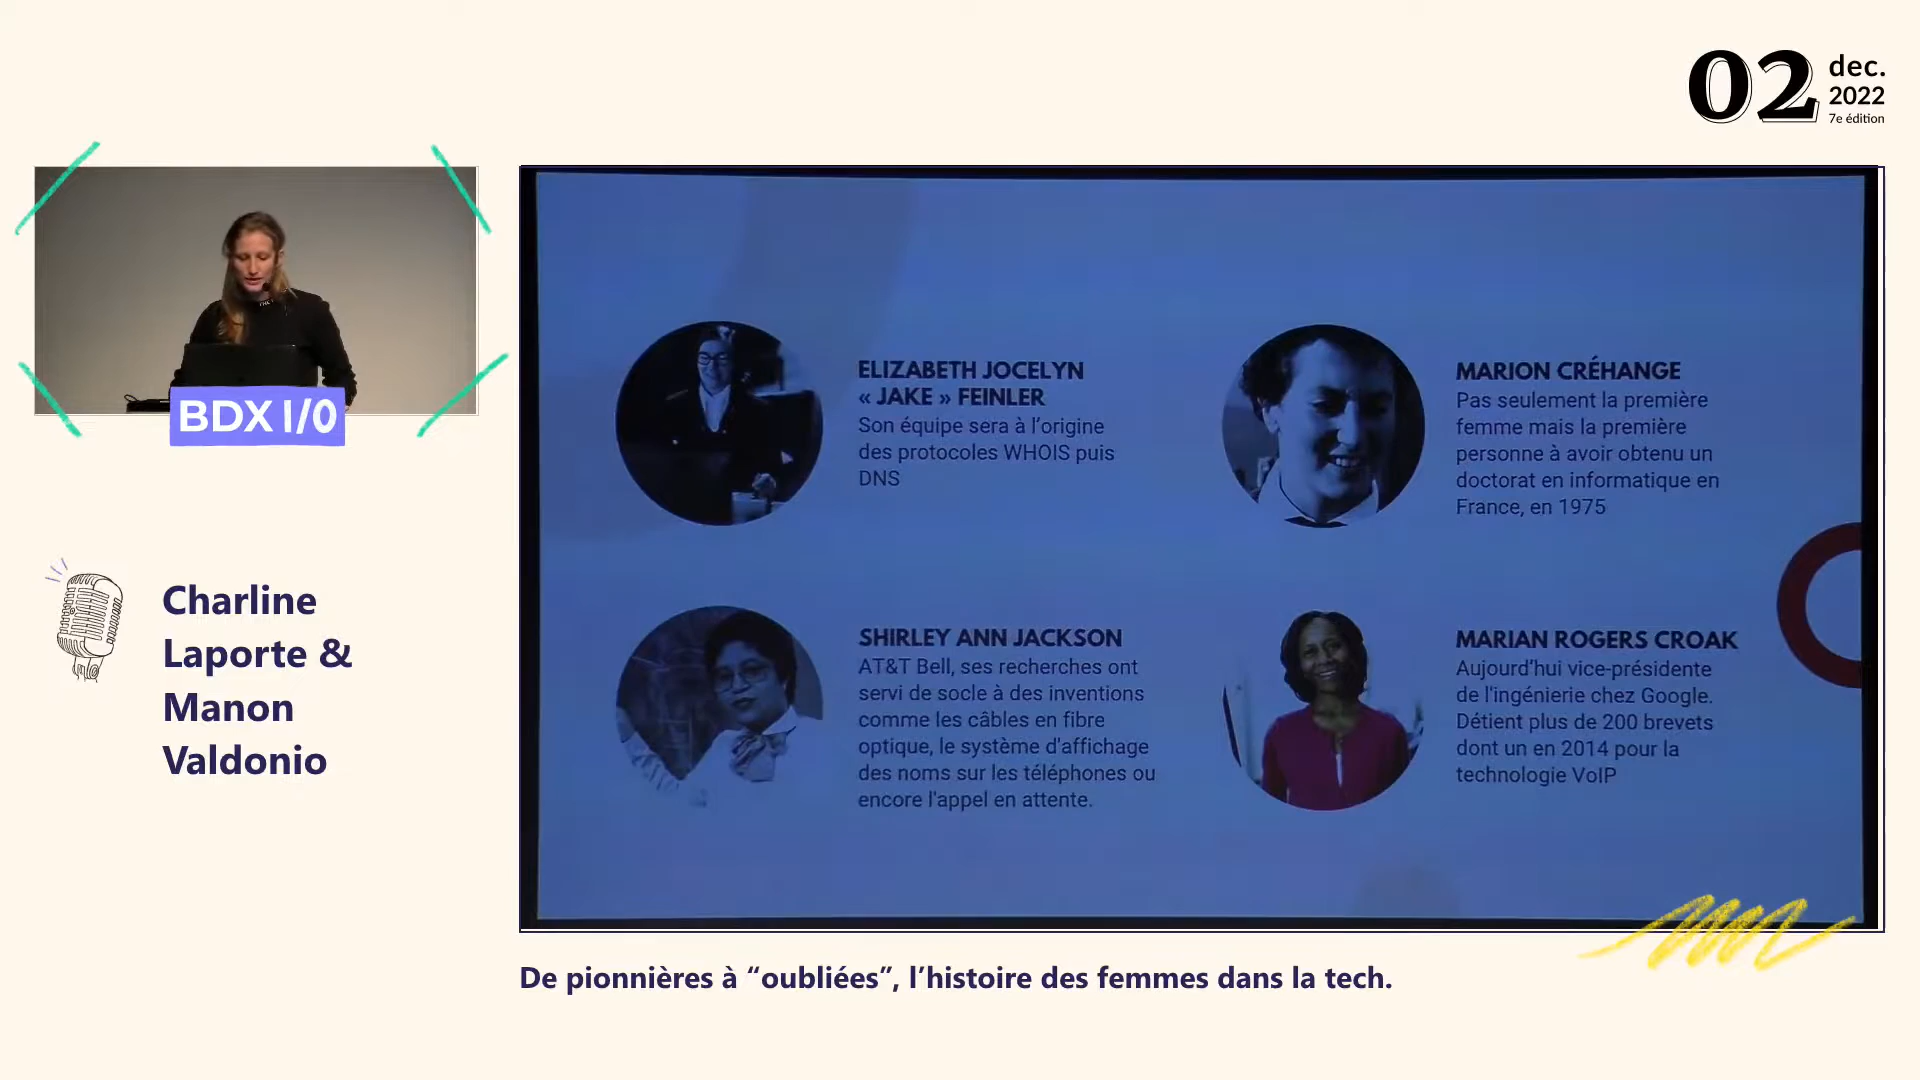 02
dec.
2022
7e édition
BDX I/O
Charline
Laporte &
Manon
Valdonio
ELIZABETH JOCELYN
« JAKE » FEINLER
Son équipe sera à l'origine
des protocoles WHOIS puis
DNS
MARION CRÉHANGE
Pas seulement la première
femme mais la première
personne à avoir obtenu un
doctorat en informatique en
France, en 1975
SHIRLEY ANN JACKSON
AT&T Bell, ses recherches ont
servi de socle à des inventions
comme les câbles en fibre
optique, le système d'affichage
des noms sur les téléphones ou
encore l'appel en attente.
MARIAN ROGERS CROAK
Aujourd'hui vice-présidente
de l'ingénierie chez Google.
Détient plus de 200 brevets
dont un en 2014 pour la
technologie VoIP
De pionnières à “oubliées”, l’histoire des femmes dans la tech.